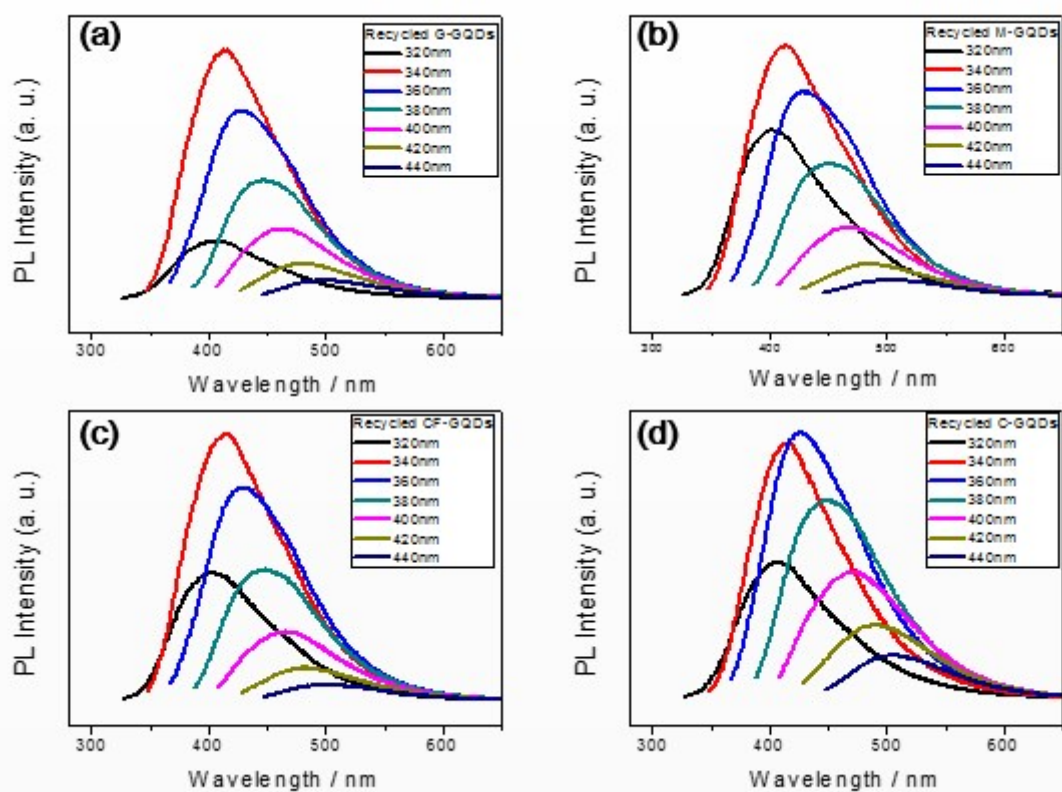 (a)
Recycled G-GQDs
320nm
340nm
360nm
380nm
400nm
420nm
440nm
PL Intensity (a. u.)
300 400 500 600
Wavelength / nm
(b)
Recycled M-GQDs
320nm
340nm
360nm
380nm
400nm
420nm
440nm
PL Intensity (a. u.)
300 400 500 600
Wavelength / nm
(c)
Recycled CF-GQDs
320nm
340nm
360nm
380nm
400nm
420nm
440nm
PL Intensity (a. u.)
300 400 500 600
Wavelength / nm
(d)
Recycled C-GQDs
320nm
340nm
360nm
380nm
400nm
420nm
440nm
PL Intensity (a. u.)
300 400 500 600
Wavelength / nm